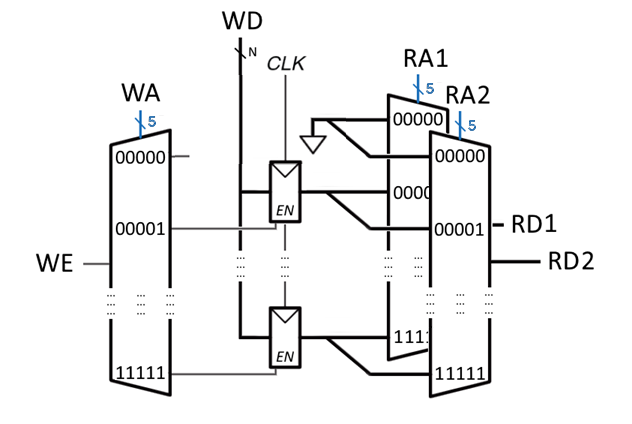 WD
N
CLK
RA1
5
RA2
5
WA
5
00000
00000
00000
EN
0000
00001
00001
RD1
WE
RD2
EN
1111
11111
11111